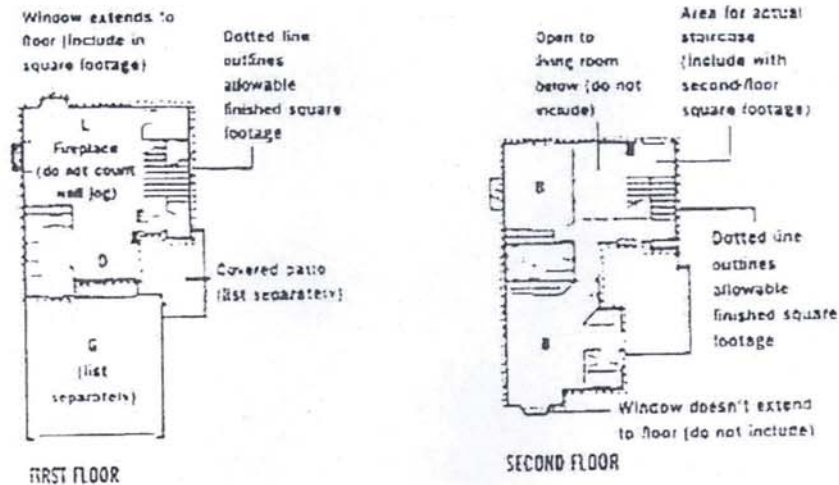 Window extends to
floor (include in
square footage)
Dotted line
outlines
allowable
finished square
footage
L
Fireplace
(do not count
wall jog)
E
K
D
Covered patio
(list separately)
G
(list
separately)
FIRST FLOOR
Open to
living room
below (do not
include)
Area for actual
staircase
(include with
second-floor
square footage)
B
B
Dotted line
outlines
allowable
finished square
footage
B
Window doesn't extend
to floor (do not include)
SECOND FLOOR